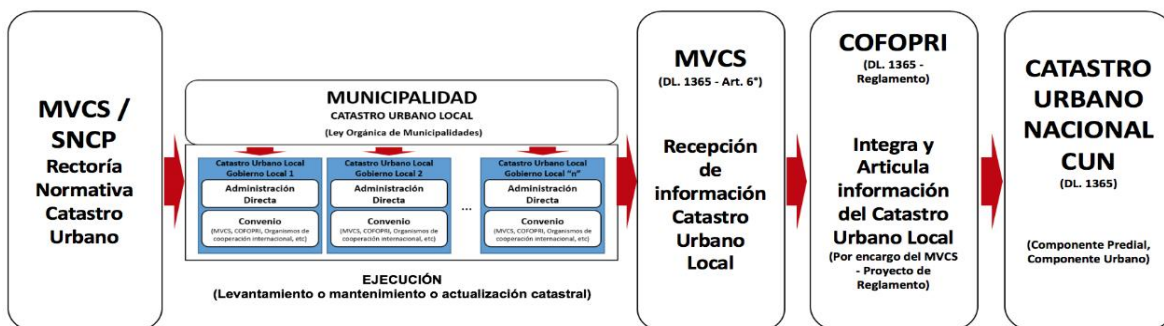 MVCS /
SNCP
Rectoría
Normativa
Catastro
Urbano
MUNICIPALIDAD
CATASTRO URBANO LOCAL
(Ley Orgánica de Municipalidades)
Catastro Urbano Local
Gobierno Local 1
Administración
Directa
Convenio
(MVCS, COFOPRI, Organismos de
cooperación internacional, etc)
Catastro Urbano Local
Gobierno Local 2
Administración
Directa
Convenio
(MVCS, COFOPRI, Organismos de
cooperación internacional, etc)
...
Catastro Urbano Local
Gobierno Local "n"
Administración
Directa
Convenio
(MVCS, COFOPRI, Organismos de
cooperación internacional, etc)
EJECUCIÓN
(Levantamiento o mantenimiento o actualización catastral)
MVCS
(DL. 1365 - Art. 6°)
Recepción
de
información
Catastro
Urbano
Local
COFOPRI
(DL. 1365 -
Reglamento)
Integra y
Articula
información
del Catastro
Urbano Local
(Por encargo del MVCS
- Proyecto de
Reglamento)
CATASTRO
URBANO
NACIONAL
CUN
(DL. 1365)
(Componente Predial,
Componente Urbano)